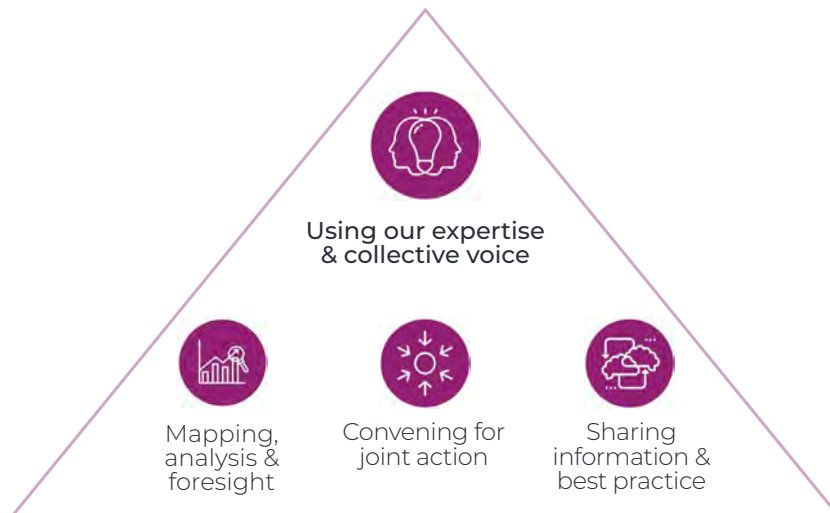 Using our expertise
& collective voice
Mapping,
analysis &
foresight
Convening for
joint action
Sharing
information &
best practice